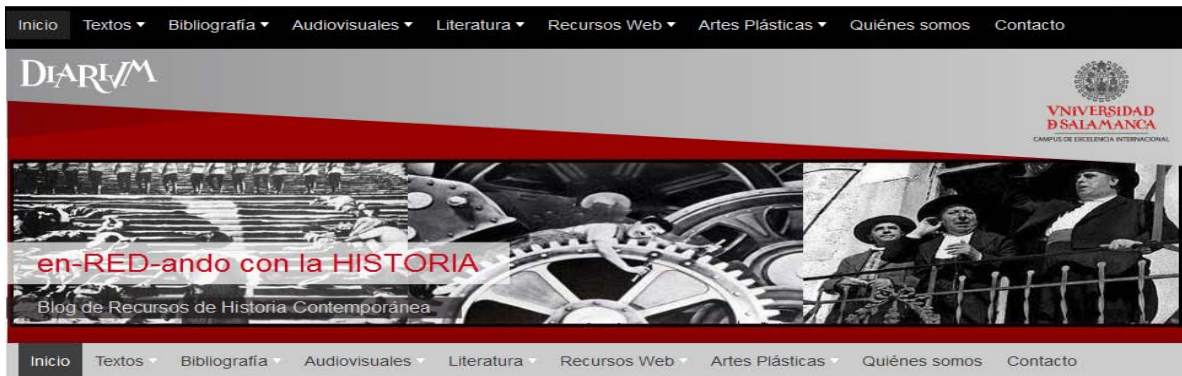 Inicio Textos Bibliografía Audiovisuales Literatura Recursos Web Artes Plásticas Quiénes somos Contacto
DIARIVM
VNiVERSIDAD
D SALAMANCA
CAMPUS DE EXCELENCIA INTERNACIONAL
en-RED-ando con la HISTORIA
Blog de Recursos de Historia Contemporánea
Inicio Textos Bibliografía Audiovisuales Literatura Recursos Web Artes Plásticas Quiénes somos Contacto